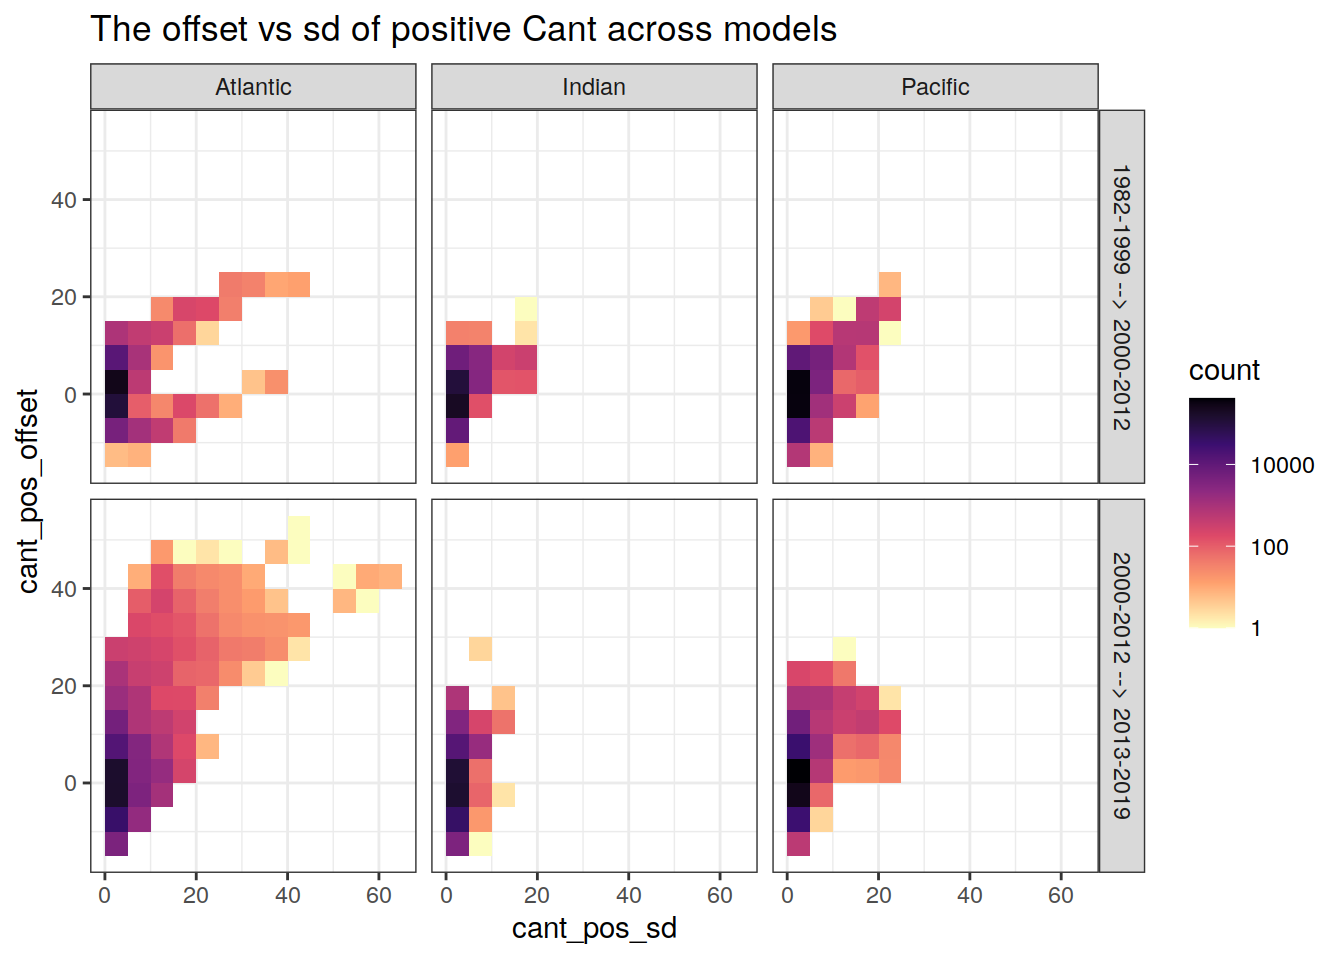 The offset vs sd of positive Cant across models
Atlantic
Indian
Pacific
40
20
0
1982-1999 --> 2000-2012
40
20
0
2000-2012 --> 2013-2019
0 20 40 60
0 20 40 60
0 20 40 60
cant_pos_sd
cant_pos_offset
count
10000
100
1